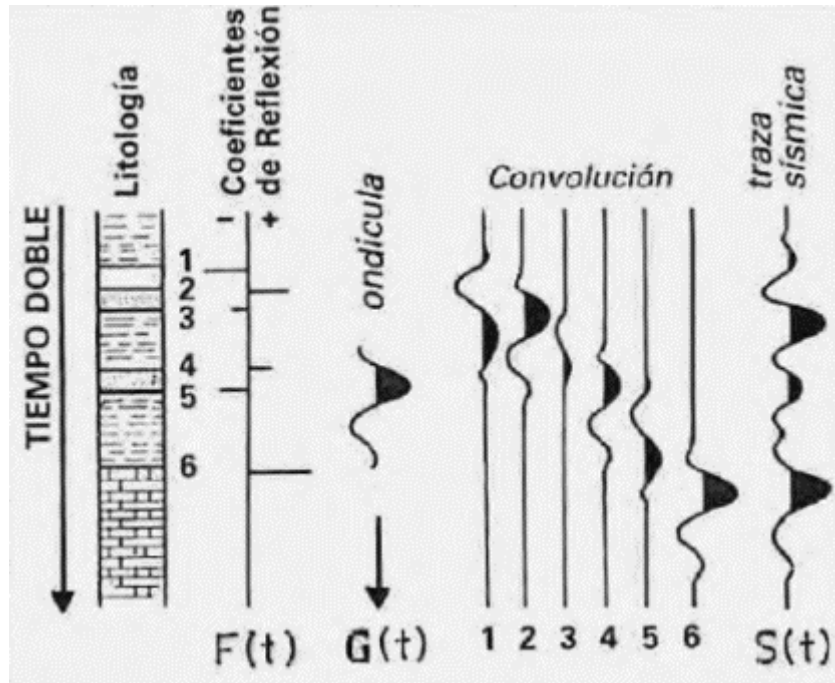 TIEMPO DOBLE
Litología
- Coeficientes
+ de Reflexión
1
2
3
4
5
6
ondicula
Convolución
traza
sísmica
F(t)
G(t)
1 2 3 4 5 6
S(t)